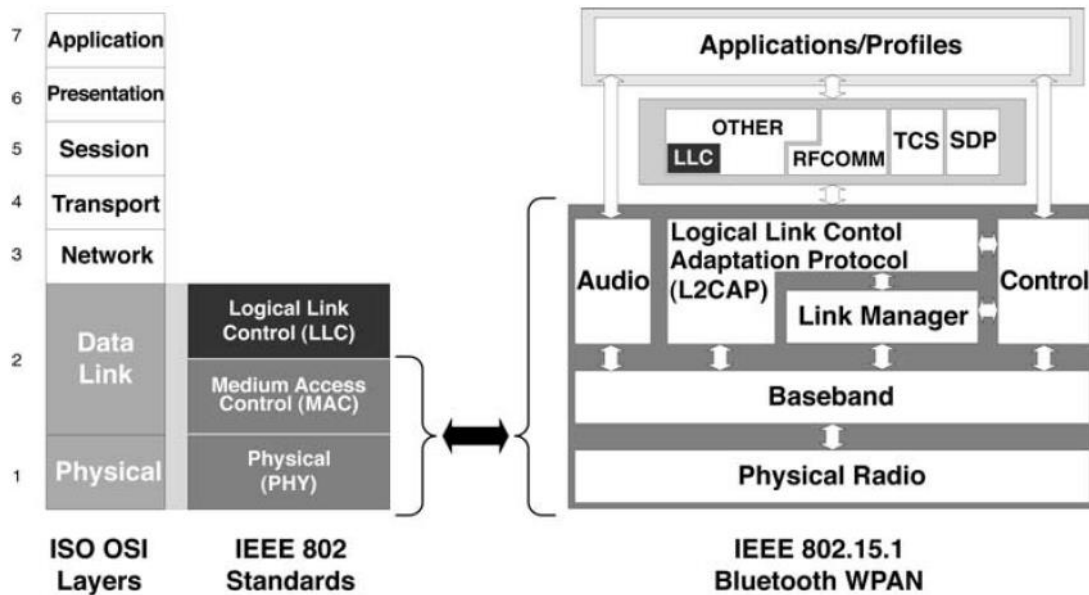 7 Application
6 Presentation
5 Session
4 Transport
3 Network
2 Data
Link
1 Physical
Logical Link
Control (LLC)
Medium Access
Control (MAC)
Physical
(PHY)
ISO OSI
Layers
IEEE 802
Standards
Applications/Profiles
OTHER
LLC
RFCOMM
TCS
SDP
Audio
Logical Link Contol
Adaptation Protocol
(L2CAP)
Link Manager
Control
Baseband
Physical Radio
IEEE 802.15.1
Bluetooth WPAN